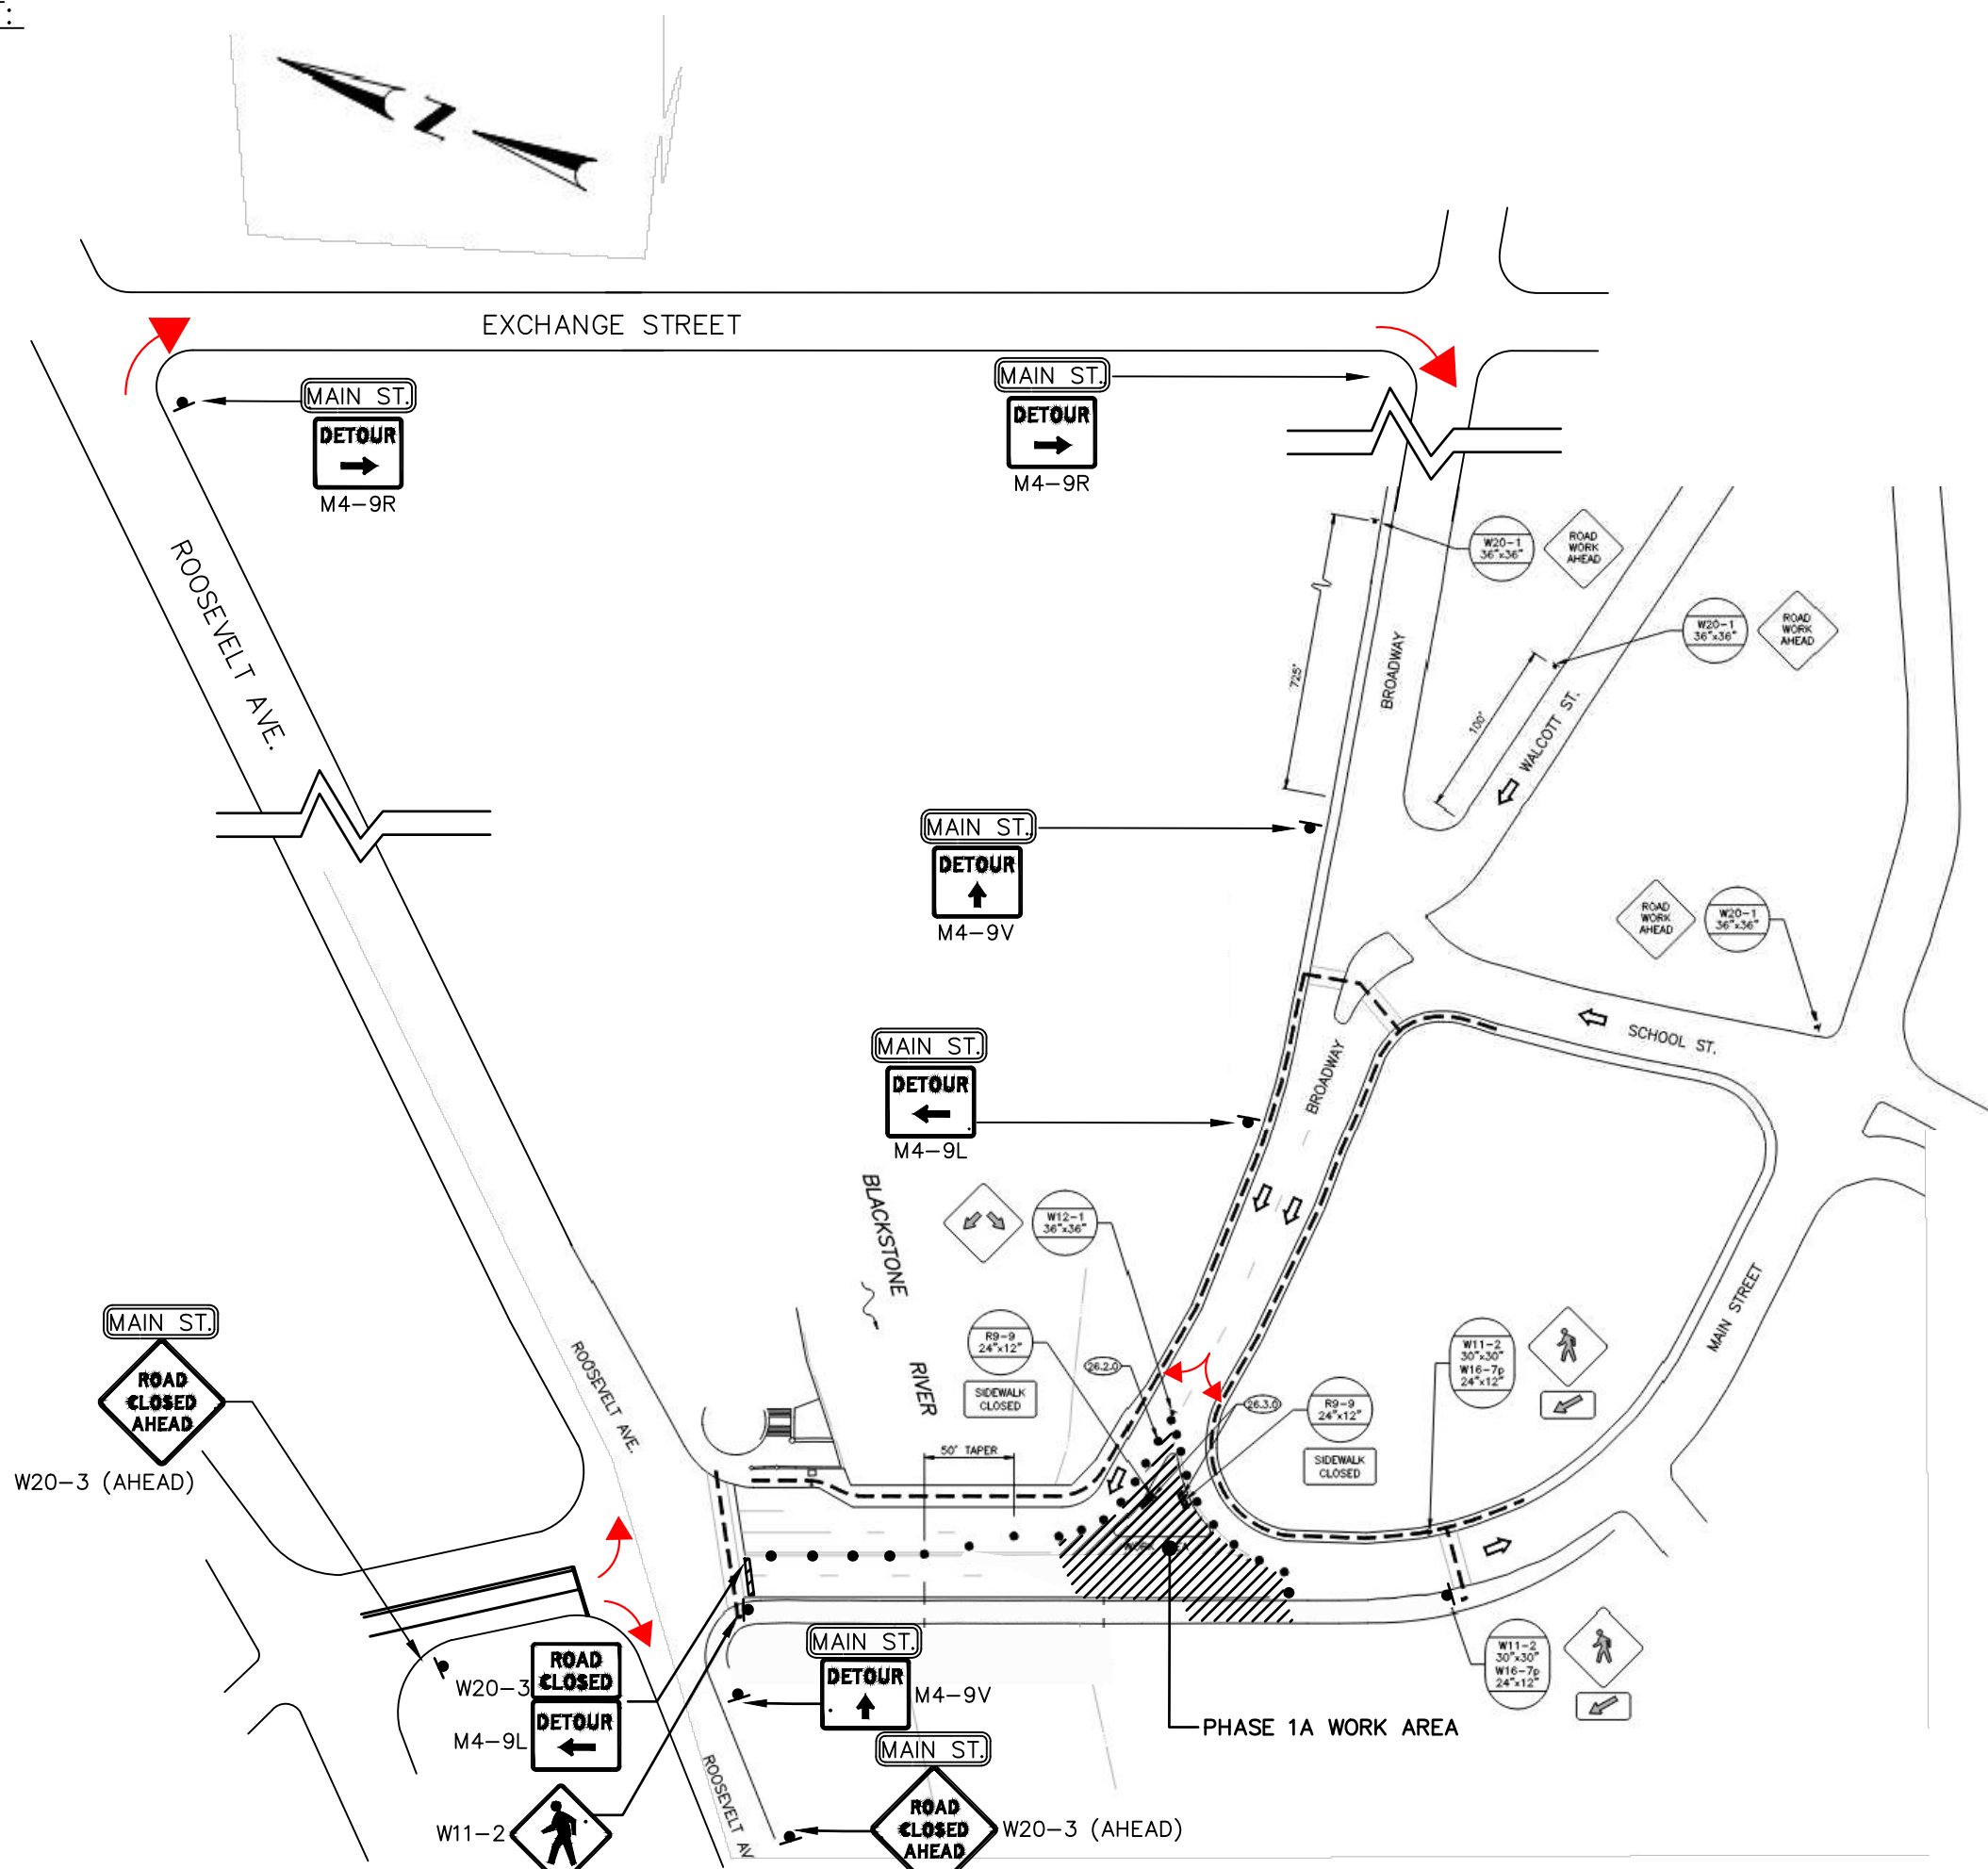 T:
N
EXCHANGE STREET
MAIN ST.
DETOUR
M4-9R
MAIN ST.
DETOUR
M4-9R
ROOSEVELT AVE.
W20-1
36"x36"
ROAD
WORK
AHEAD
W20-1
36"x36"
ROAD
WORK
AHEAD
725'
BROADWAY
100'
WALCOTT ST.
MAIN ST.
DETOUR
M4-9V
ROAD
WORK
AHEAD
W20-1
36"x36"
SCHOOL ST.
MAIN ST.
DETOUR
M4-9L
BROADWAY
BLACKSTONE
RIVER
W12-1
36"x36"
R9-9
24"x12"
SIDEWALK
CLOSED
26.2.0
26.3.0
R9-9
24"x12"
SIDEWALK
CLOSED
W11-2
30"x30"
W16-7p
24"x12"
MAIN STREET
MAIN ST.
ROAD
CLOSED
AHEAD
W20-3 (AHEAD)
ROOSEVELT AVE.
50' TAPER
W11-2
30"x30"
W16-7p
24"x12"
W20-3
ROAD
CLOSED
M4-9L
DETOUR
MAIN ST.
DETOUR
M4-9V
PHASE 1A WORK AREA
MAIN ST.
ROAD
CLOSED
AHEAD
W20-3 (AHEAD)
W11-2
ROOSEVELT AV